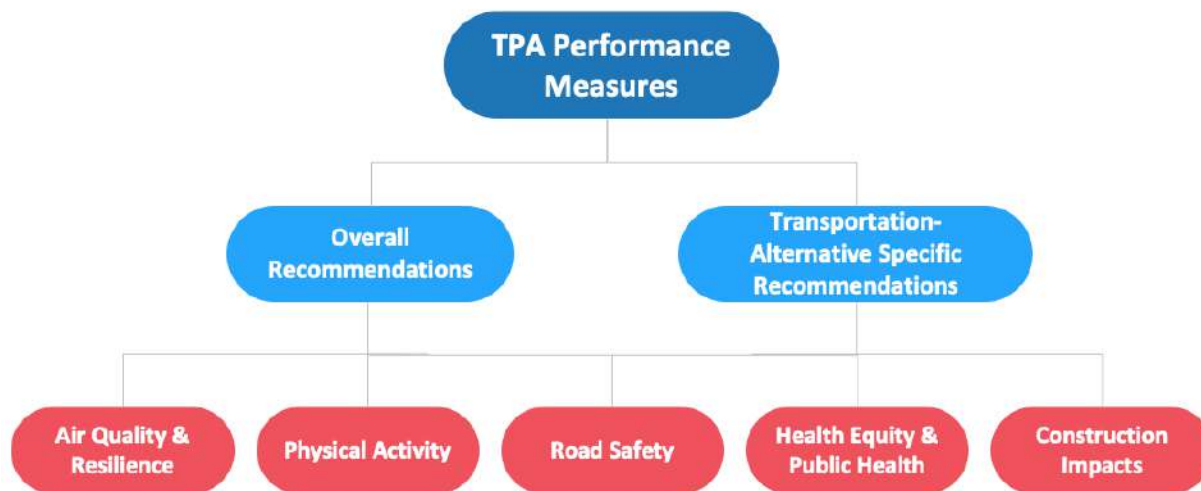 TPA Performance
Measures
Overall
Recommendations
Transportation-
Alternative Specific
Recommendations
Air Quality &
Resilience
Physical Activity
Road Safety
Health Equity &
Public Health
Construction
Impacts